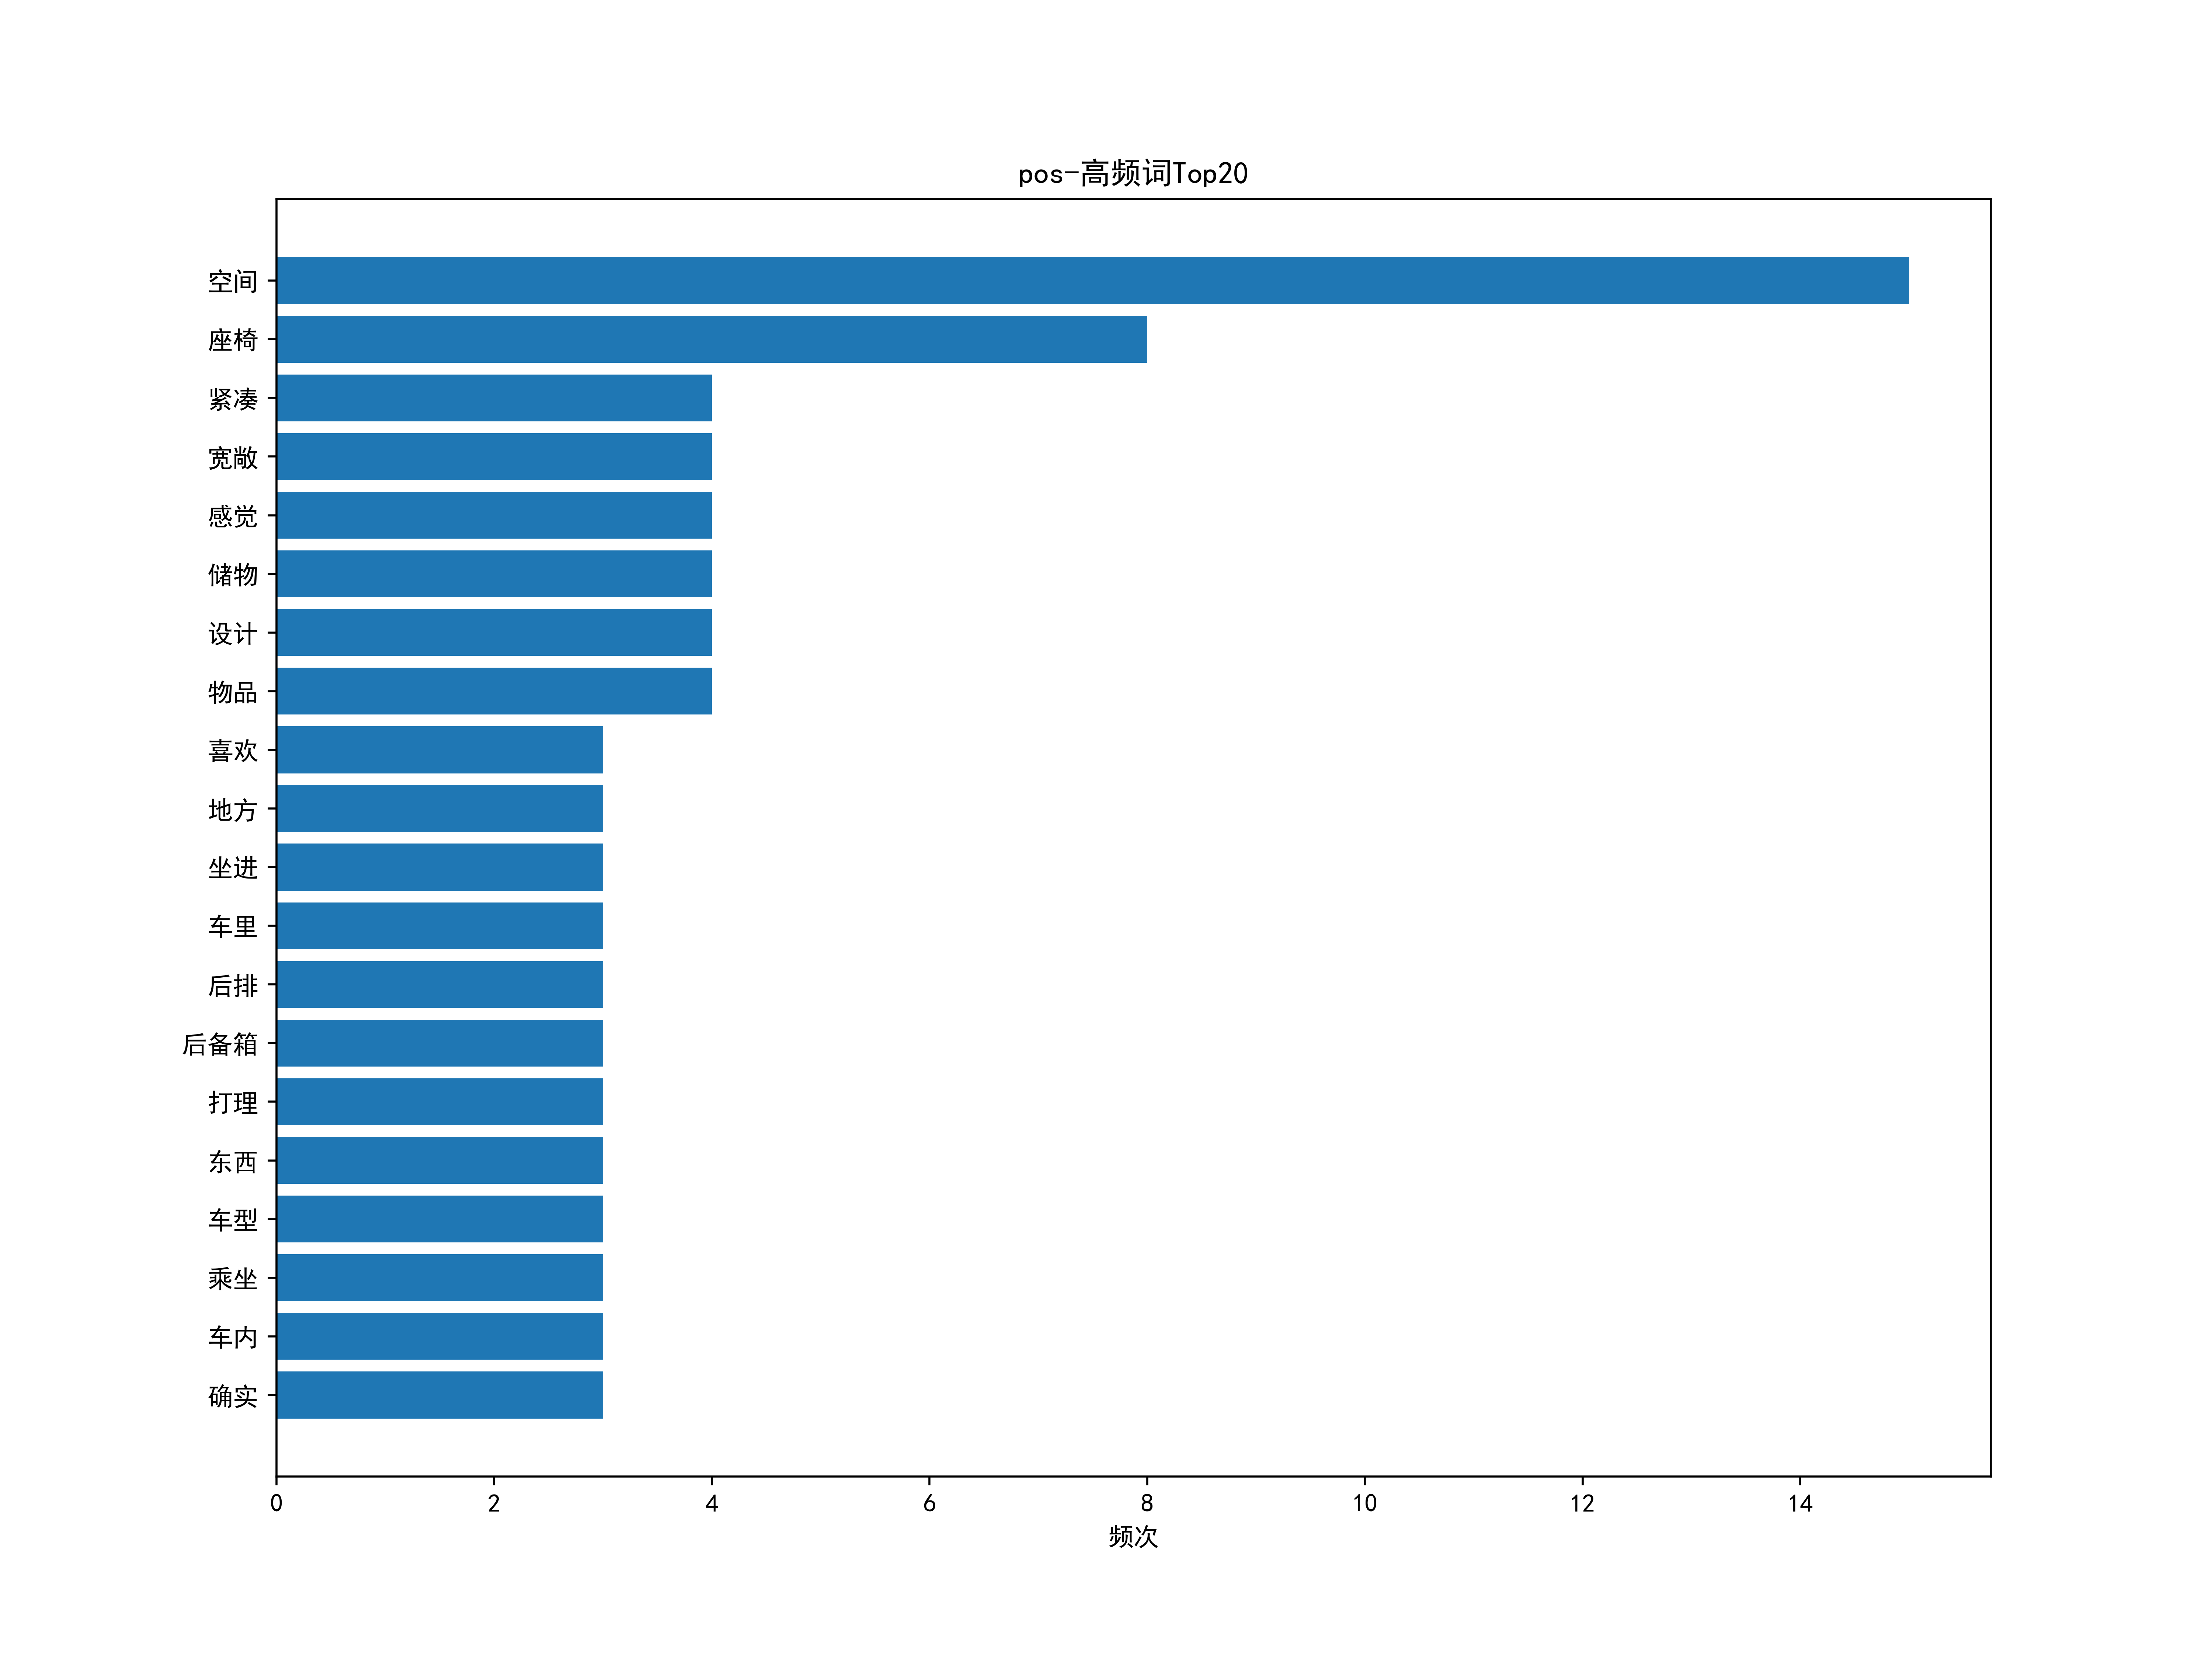 pos-高频词Top20
空间
座椅
紧凑
宽敞
感觉
储物
设计
物品
喜欢
地方
坐进
车里
后排
后备箱
打理
东西
车型
乘坐
车内
确实
0 2 4 6 8 10 12 14
频次